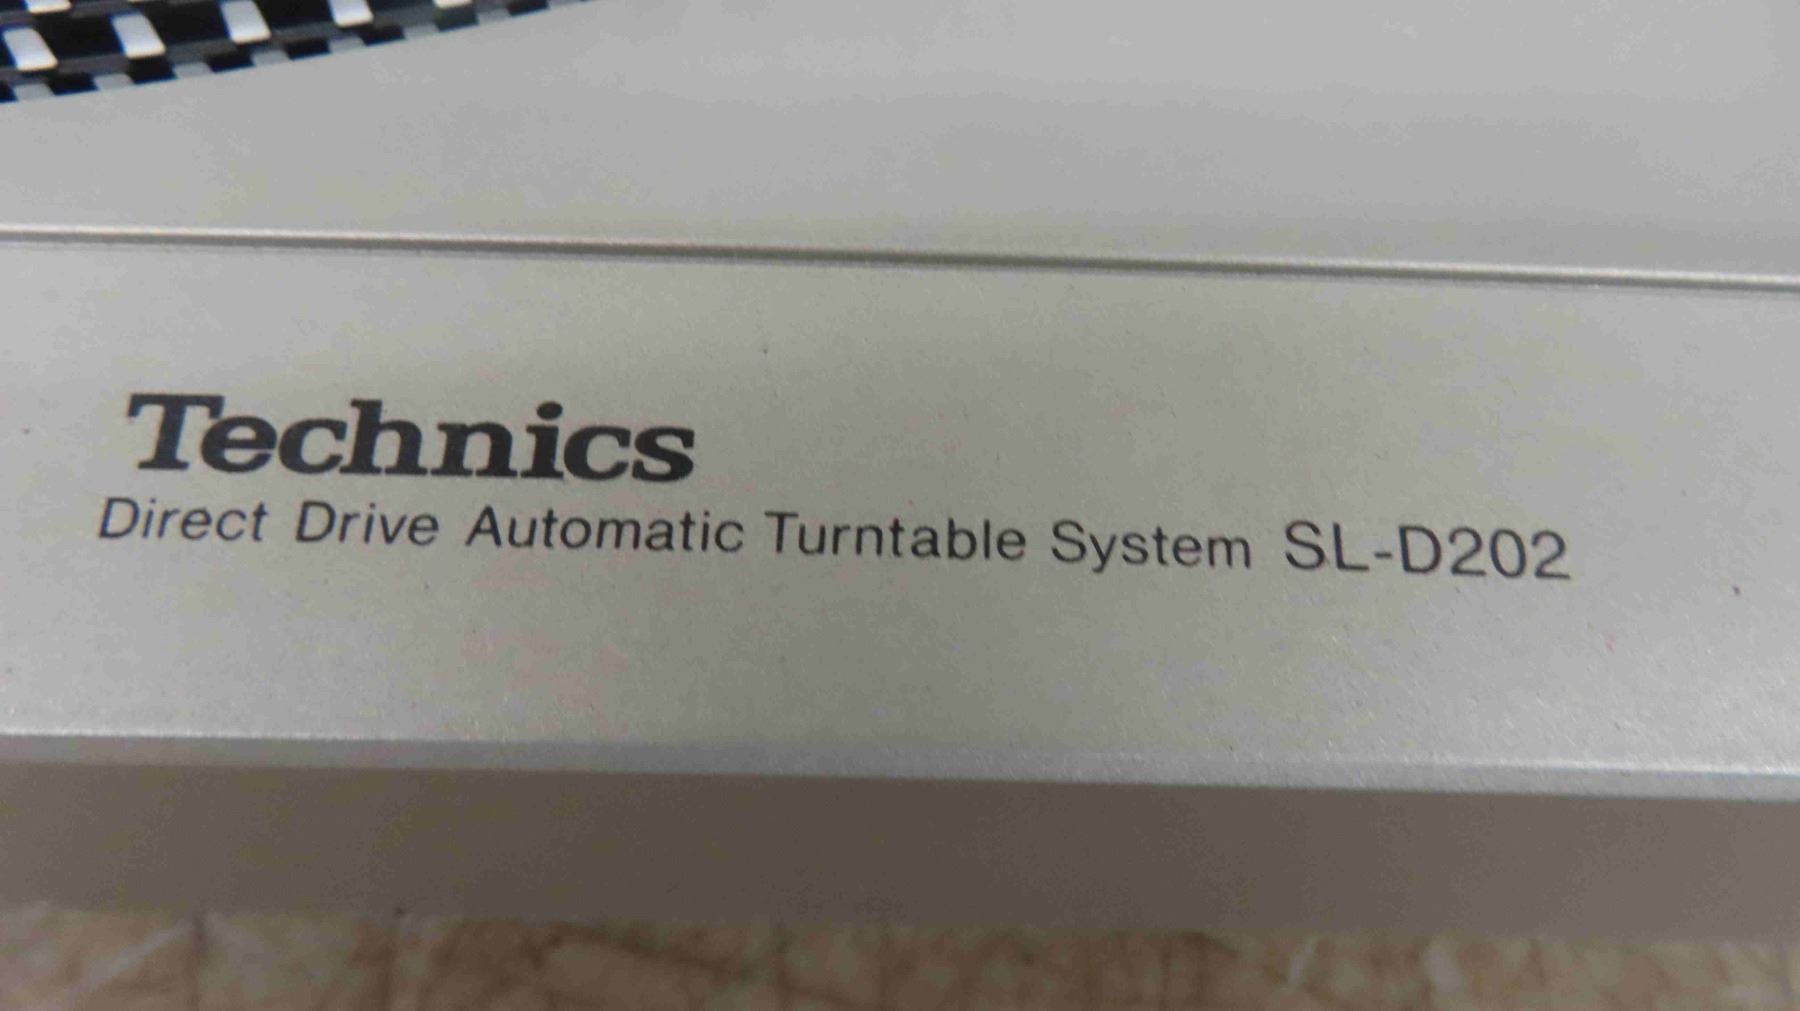 Technics
Direct Drive Automatic Turntable System SL-D202